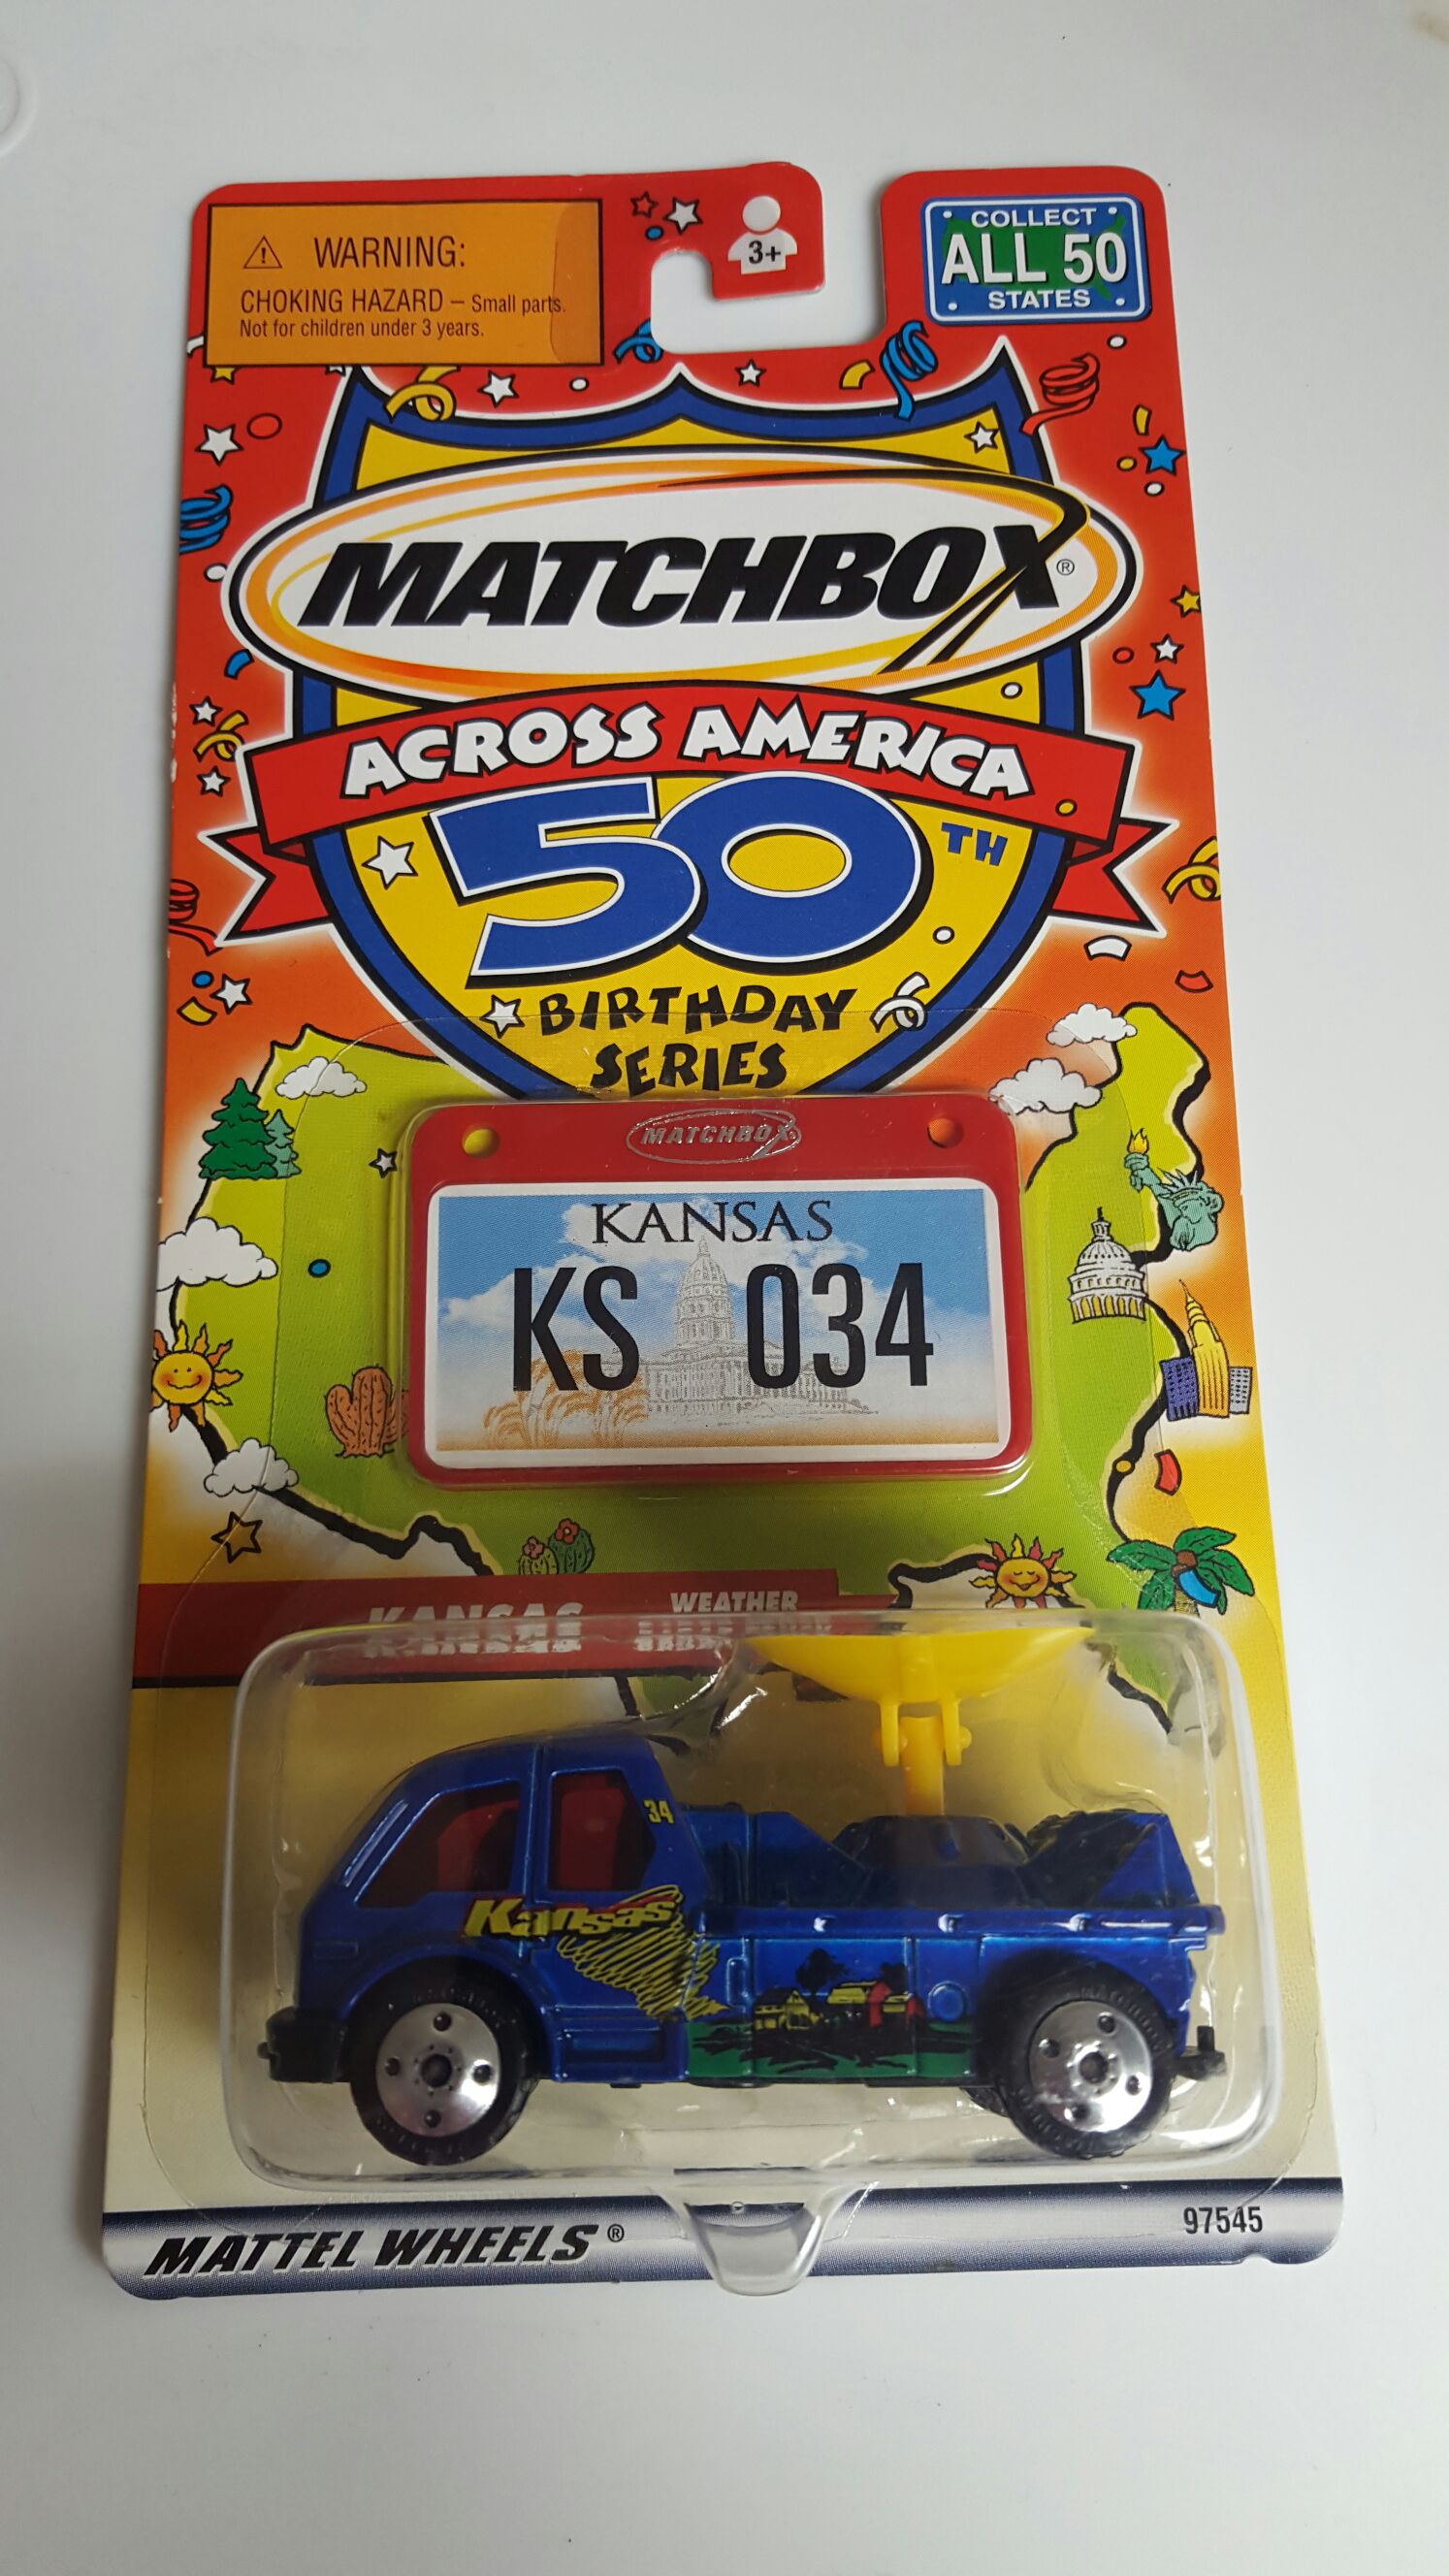 ⚠ WARNING:
CHOKING HAZARD – Small parts.
Not for children under 3 years.
3+
COLLECT
ALL 50
STATES
MATCHBOX®
ACROSS AMERICA
50TH
BIRTHDAY
SERIES
MATCHBOX
KANSAS
KS 034
KANSAS
WEATHER
34
Kansas
MATTEL WHEELS®
97545